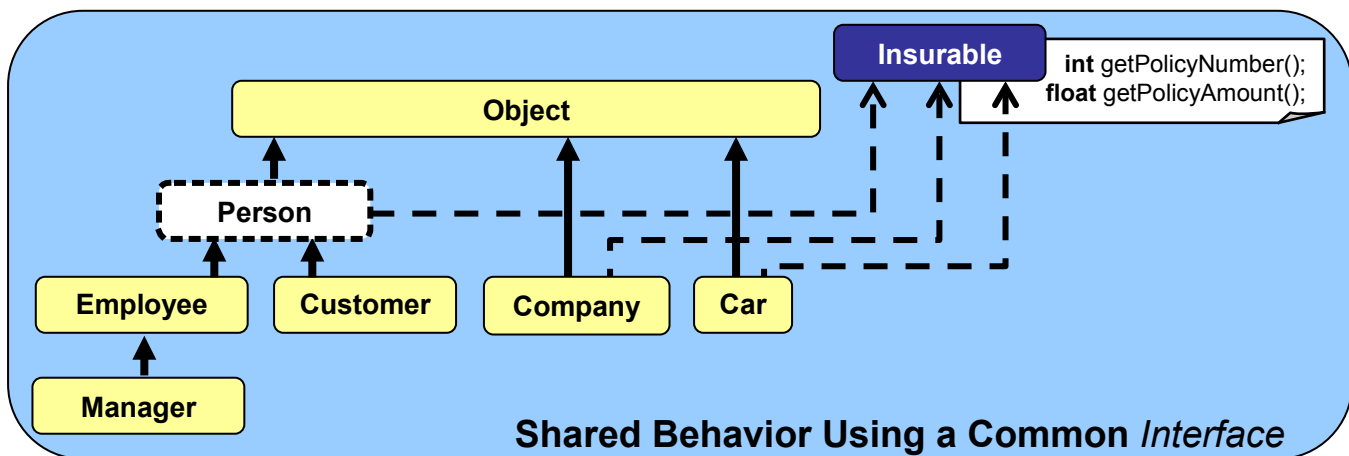 Insurable
int getPolicyNumber();
float getPolicyAmount();
Object
Person
Employee
Customer
Company
Car
Manager
Shared Behavior Using a Common Interface